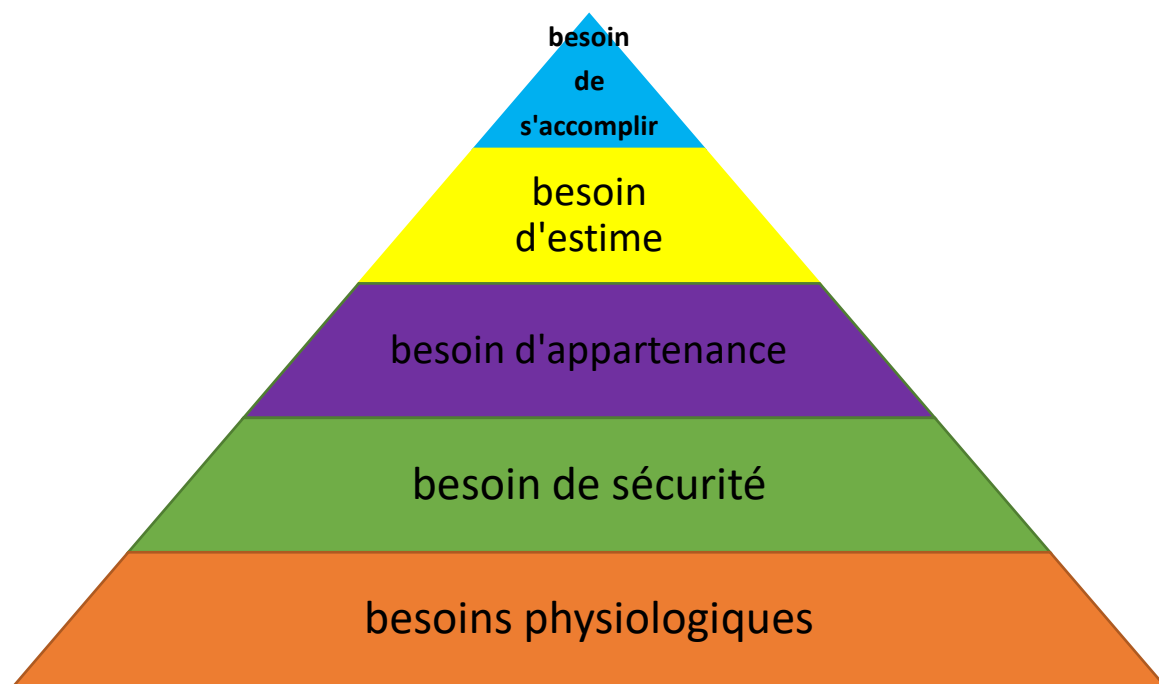 besoin
de
s'accomplir
besoin
d'estime
besoin d'appartenance
besoin de sécurité
besoins physiologiques